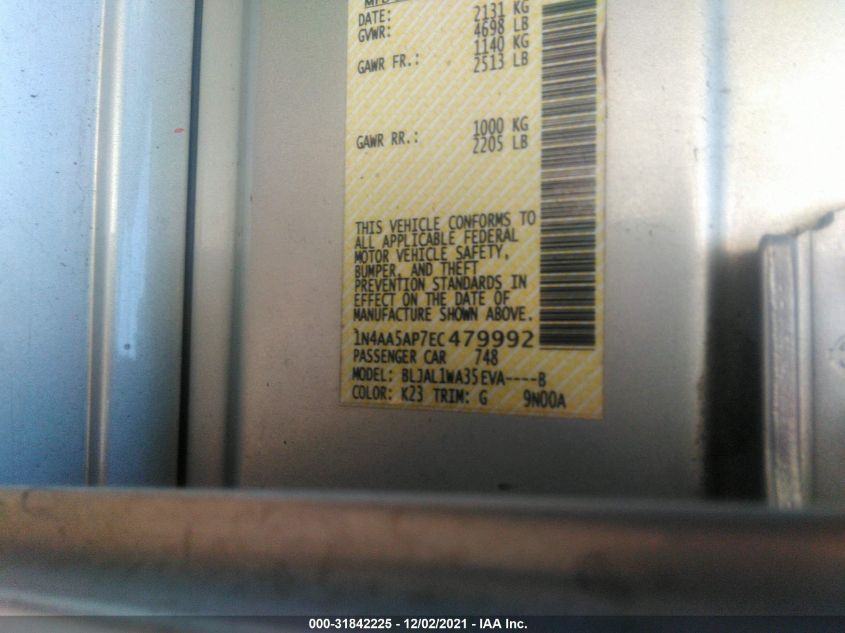 DATE:
GVWR: 2131 KG
4698 LB
GAWR FR.: 1140 KG
2513 LB
GAWR RR.: 1000 KG
2205 LB
THIS VEHICLE CONFORMS TO
ALL APPLICABLE FEDERAL
MOTOR VEHICLE SAFETY,
BUMPER, AND THEFT
PREVENTION STANDARDS IN
EFFECT ON THE DATE OF
MANUFACTURE SHOWN ABOVE.
1N4AA5AP7EC479992
PASSENGER CAR 748
MODEL: BLJAL1WA35EVA----B
COLOR: K23 TRIM: G 9N00A
000-31842225 - 12/02/2021 - IAA Inc.